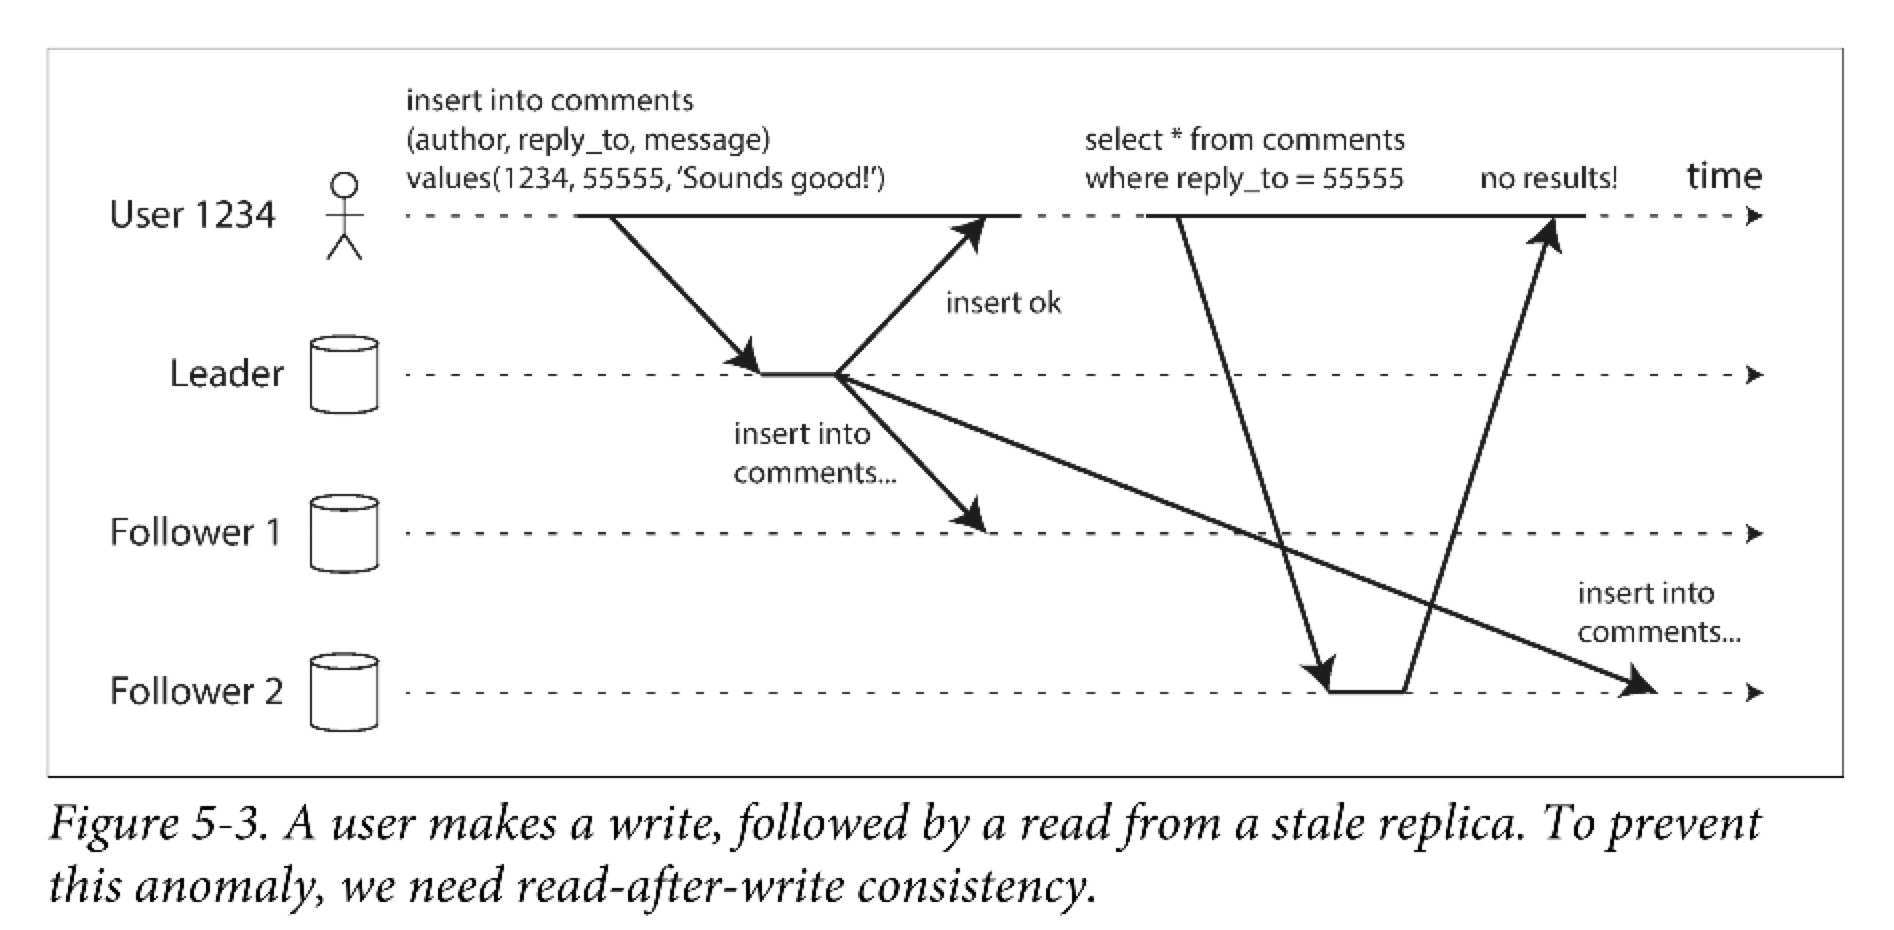 insert into comments
(author, reply_to, message)
values(1234, 55555, ‘Sounds good!’)
select * from comments
where reply_to = 55555
no results!
time
User 1234
insert ok
Leader
insert into
comments...
Follower 1
insert into
comments...
Follower 2
Figure 5-3. A user makes a write, followed by a read from a stale replica. To prevent
this anomaly, we need read-after-write consistency.